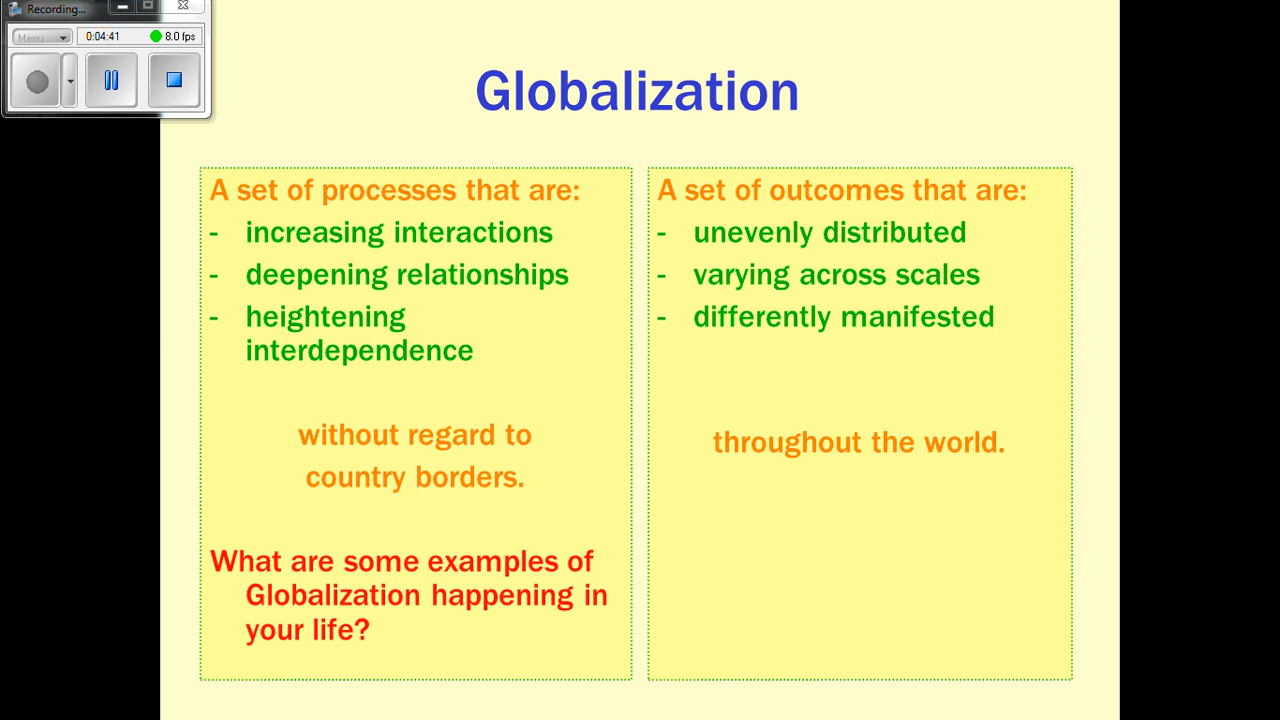 Recording...
Menu
0:04:41
8.0 fps
Globalization
A set of processes that are:
- increasing interactions
- deepening relationships
- heightening
interdependence
without regard to
country borders.
What are some examples of
Globalization happening in
your life?
A set of outcomes that are:
- unevenly distributed
- varying across scales
- differently manifested
throughout the world.